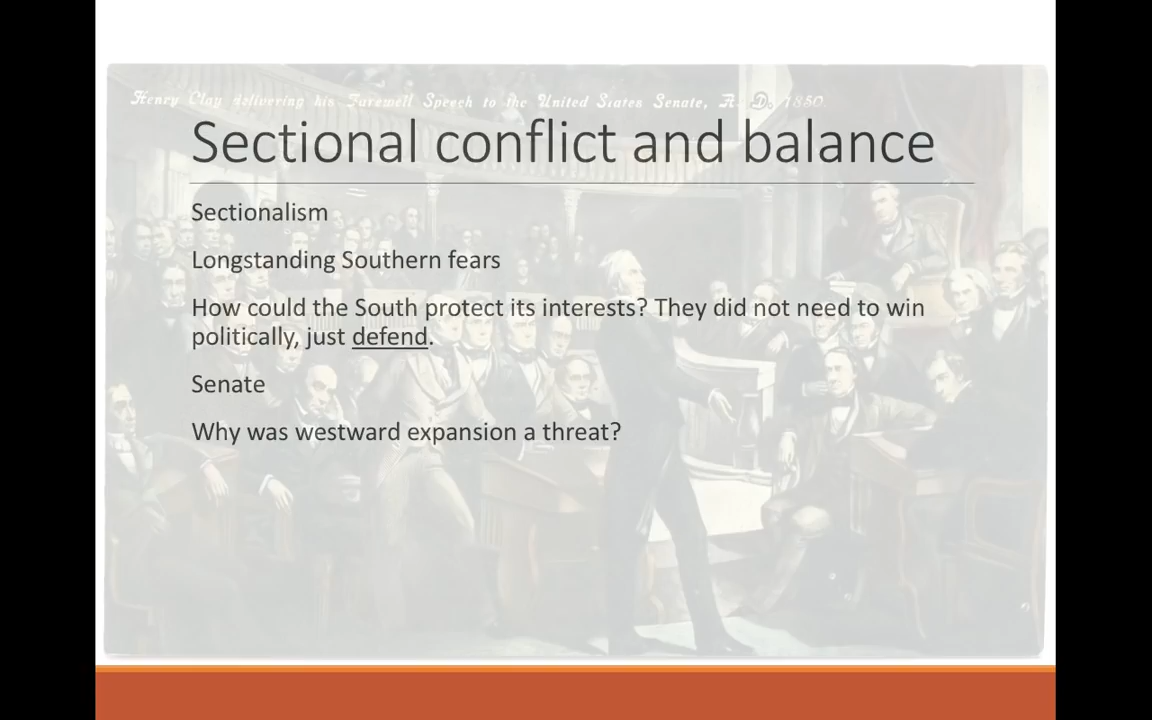 Henry Clay delivering his Farewell Speech to the United States Senate, A. D. 1850.
Sectional conflict and balance
Sectionalism
Longstanding Southern fears
How could the South protect its interests? They did not need to win
politically, just defend.
Senate
Why was westward expansion a threat?